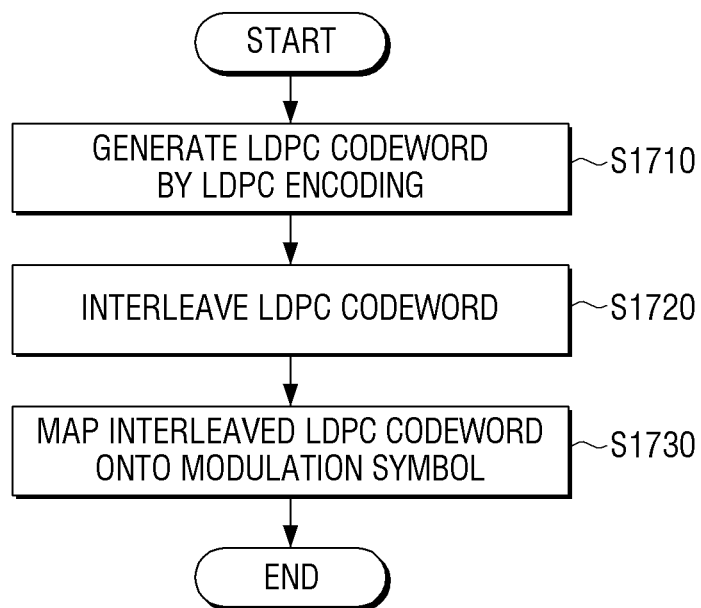 START
GENERATE LDPC CODEWORD
BY LDPC ENCODING
S1710
INTERLEAVE LDPC CODEWORD
S1720
MAP INTERLEAVED LDPC CODEWORD
ONTO MODULATION SYMBOL
S1730
END